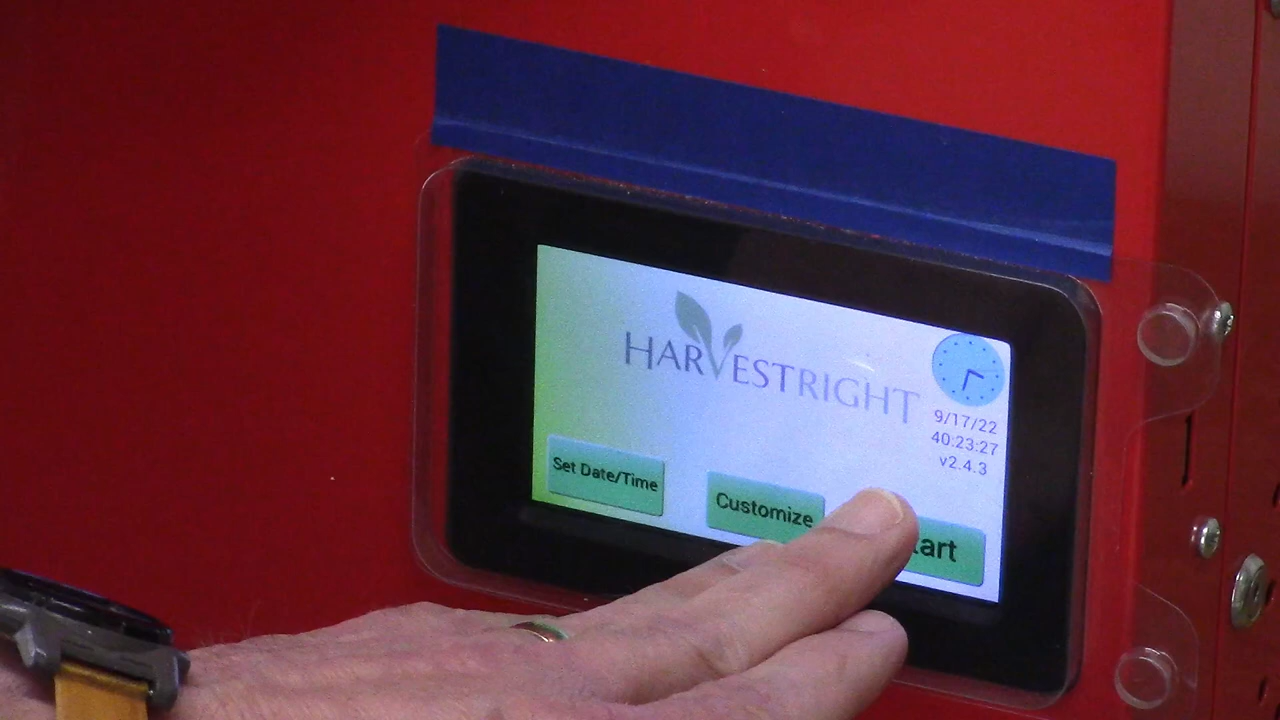 HARVESTRIGHT
9/17/22
40:23:27
v2.4.3
Set Date/Time
Customize
tart